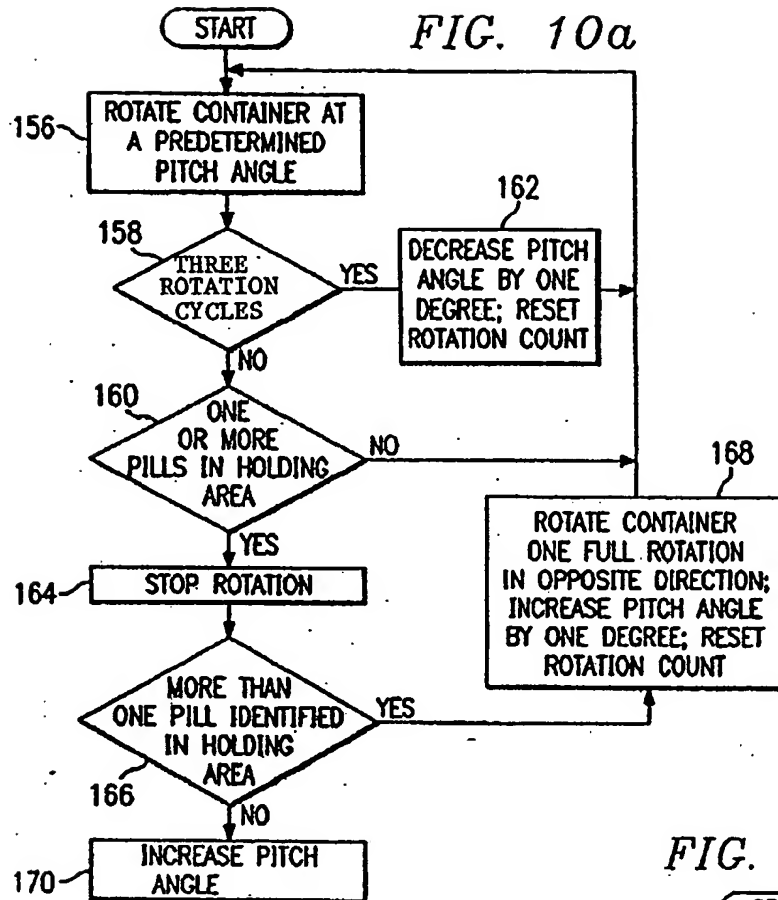 START
FIG. 10a
156
ROTATE CONTAINER AT
A PREDETERMINED
PITCH ANGLE
158
THREE
ROTATION
CYCLES
YES
162
DECREASE PITCH
ANGLE BY ONE
DEGREE; RESET
ROTATION COUNT
NO
160
ONE
OR MORE
PILLS IN HOLDING
AREA
NO
168
ROTATE CONTAINER
ONE FULL ROTATION
IN OPPOSITE DIRECTION;
INCREASE PITCH ANGLE
BY ONE DEGREE; RESET
ROTATION COUNT
YES
164
STOP ROTATION
MORE THAN
ONE PILL IDENTIFIED
IN HOLDING
AREA
YES
166
NO
170
INCREASE PITCH
ANGLE
FIG.